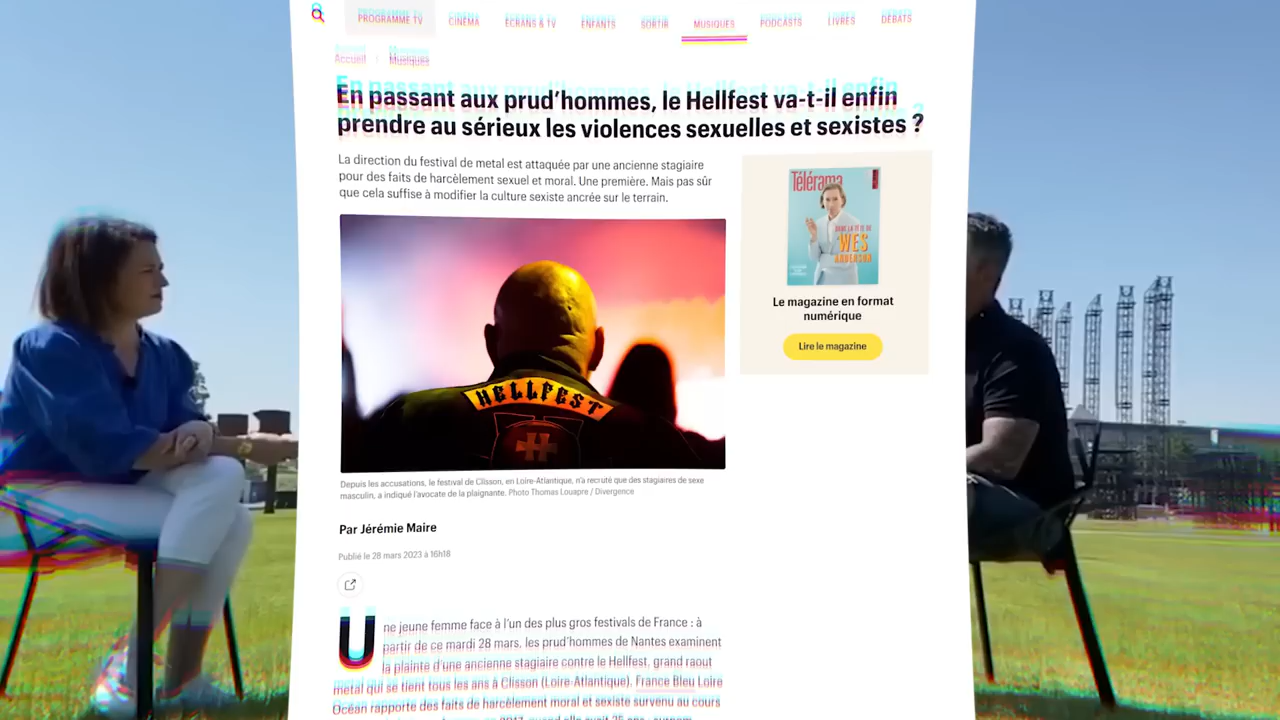 PROGRAMME TV
CINÉMA
ÉCRANS & TV
ENFANTS
SORTIR
MUSIQUES
PODCASTS
LIVRES
DÉBATS
Accueil
Musiques
En passant aux prud'hommes, le Hellfest va-t-il enfin
prendre au sérieux les violences sexuelles et sexistes ?
La direction du festival de metal est attaquée par une ancienne stagiaire
pour des faits de harcèlement sexuel et moral. Une première. Mais pas sûr
que cela suffise à modifier la culture sexiste ancrée sur le terrain.
Télérama
DANS LA TÊTE DE
WES
ANDERSON
Le magazine en format
numérique
Lire le magazine
HELLFEST
Depuis les accusations, le festival de Clisson, en Loire-Atlantique, n'a recruté que des stagiaires de sexe
masculin, a indiqué l'avocate de la plaignante. Photo Thomas Louapre / Divergence
Par Jérémie Maire
Publié le 28 mars 2023 à 16h18
Une jeune femme face à l'un des plus gros festivals de France : à
partir de ce mardi 28 mars, les prud'hommes de Nantes examinent
la plainte d'une ancienne stagiaire contre le Hellfest, grand raout
metal qui se tient tous les ans à Clisson (Loire-Atlantique). France Bleu Loire
Océan rapporte des faits de harcèlement moral et sexiste survenu au cours